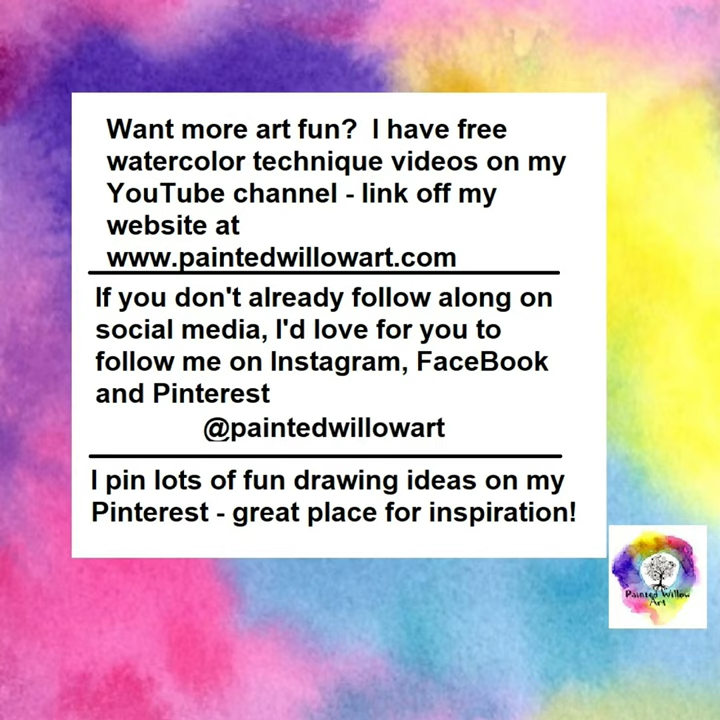 Want more art fun?  I have free
watercolor technique videos on my
YouTube channel - link off my
website at
www.paintedwillowart.com
If you don't already follow along on
social media, I'd love for you to
follow me on Instagram, FaceBook
and Pinterest
@paintedwillowart
I pin lots of fun drawing ideas on my
Pinterest - great place for inspiration!
Painted Willow
Art